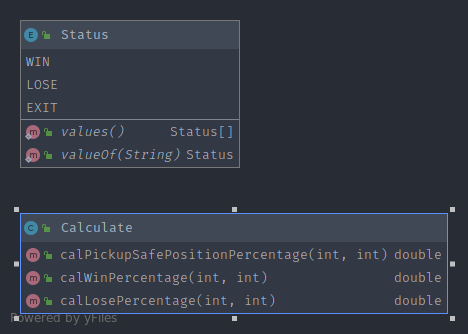 E Status
WIN
LOSE
EXIT
m values() Status[]
m valueOf(String) Status
C Calculate
m calPickupSafePositionPercentage(int, int) double
m calWinPercentage(int, int) double
m calLosePercentage(int, int) double
Powered by yFiles